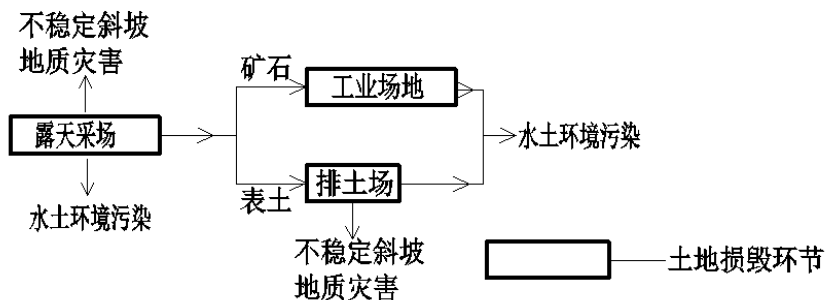 不稳定斜坡
地质灾害
矿石
工业场地
露天采场
水土环境污染
表土
排土场
水土环境污染
不稳定斜坡
地质灾害
土地损毁环节